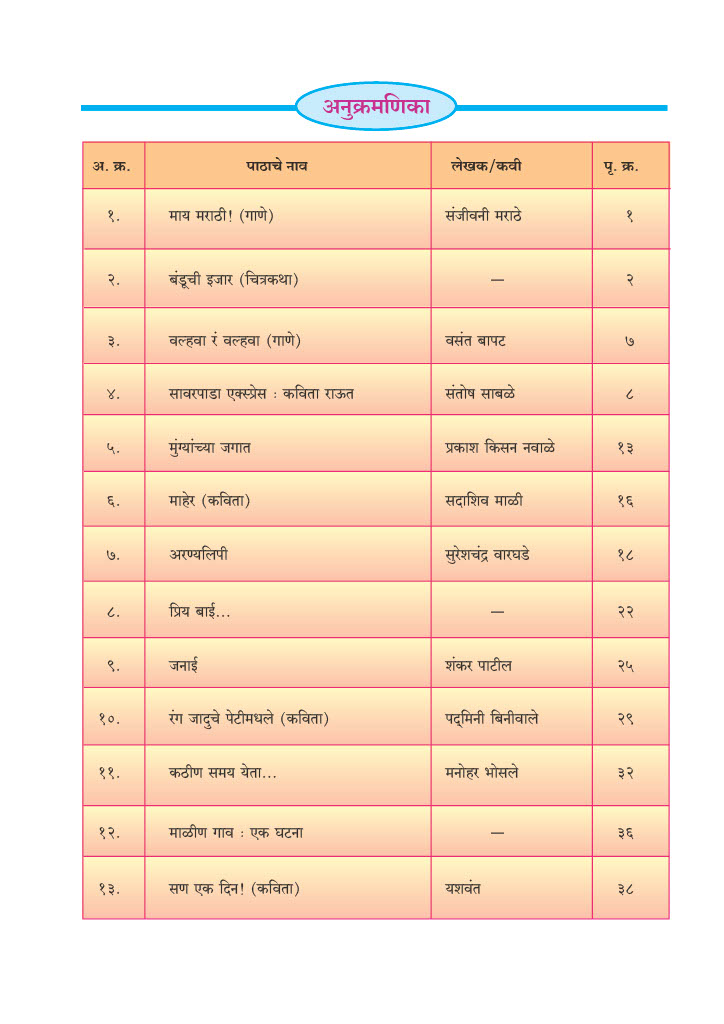 अनुक्रमणिका
अ. क्र. पाठाचे नाव लेखक/कवी पृ. क्र.
१. माय मराठी! (गाणे) संजीवनी मराठे १
२. बंडूची इजार (चित्रकथा) — २
३. वल्हवा रं वल्हवा (गाणे) वसंत बापट ७
४. सावरपाडा एक्स्प्रेस : कविता राऊत संतोष साबळे ८
५. मुंग्यांच्या जगात प्रकाश किसन नवाळे १३
६. माहेर (कविता) सदाशिव माळी १६
७. अरण्यलिपी सुरेशचंद्र वारघडे १८
८. प्रिय बाई... — २२
९. जनाई शंकर पाटील २५
१०. रंग जादुचे पेटीमधले (कविता) पद्‌मिनी बिनीवाले २९
११. कठीण समय येता... मनोहर भोसले ३२
१२. माळीण गाव : एक घटना — ३६
१३. सण एक दिन! (कविता) यशवंत ३८